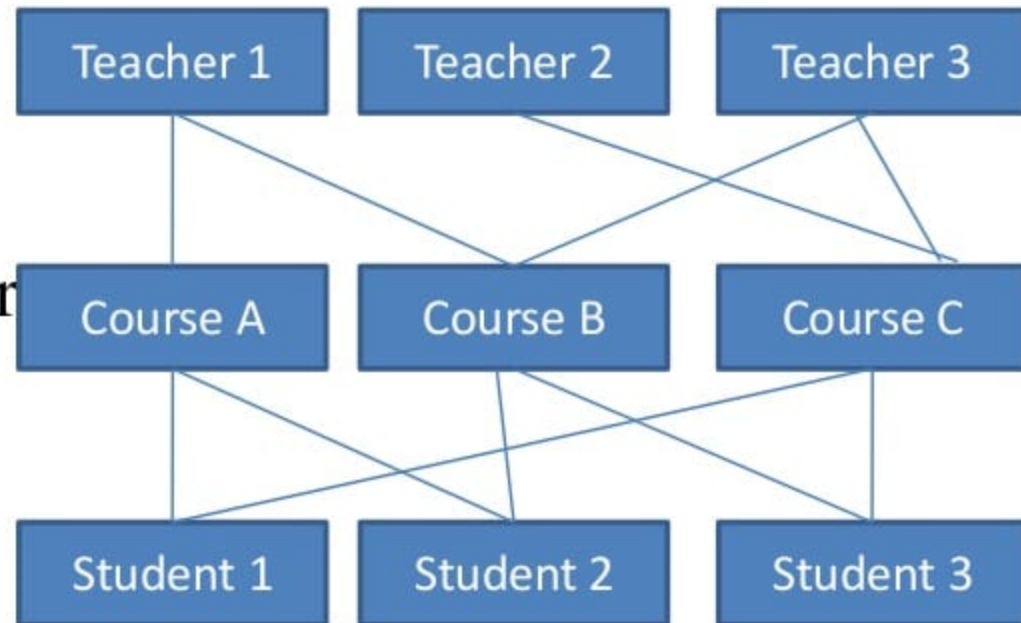 Teacher 1 Teacher 2 Teacher 3
r Course A Course B Course C
Student 1 Student 2 Student 3